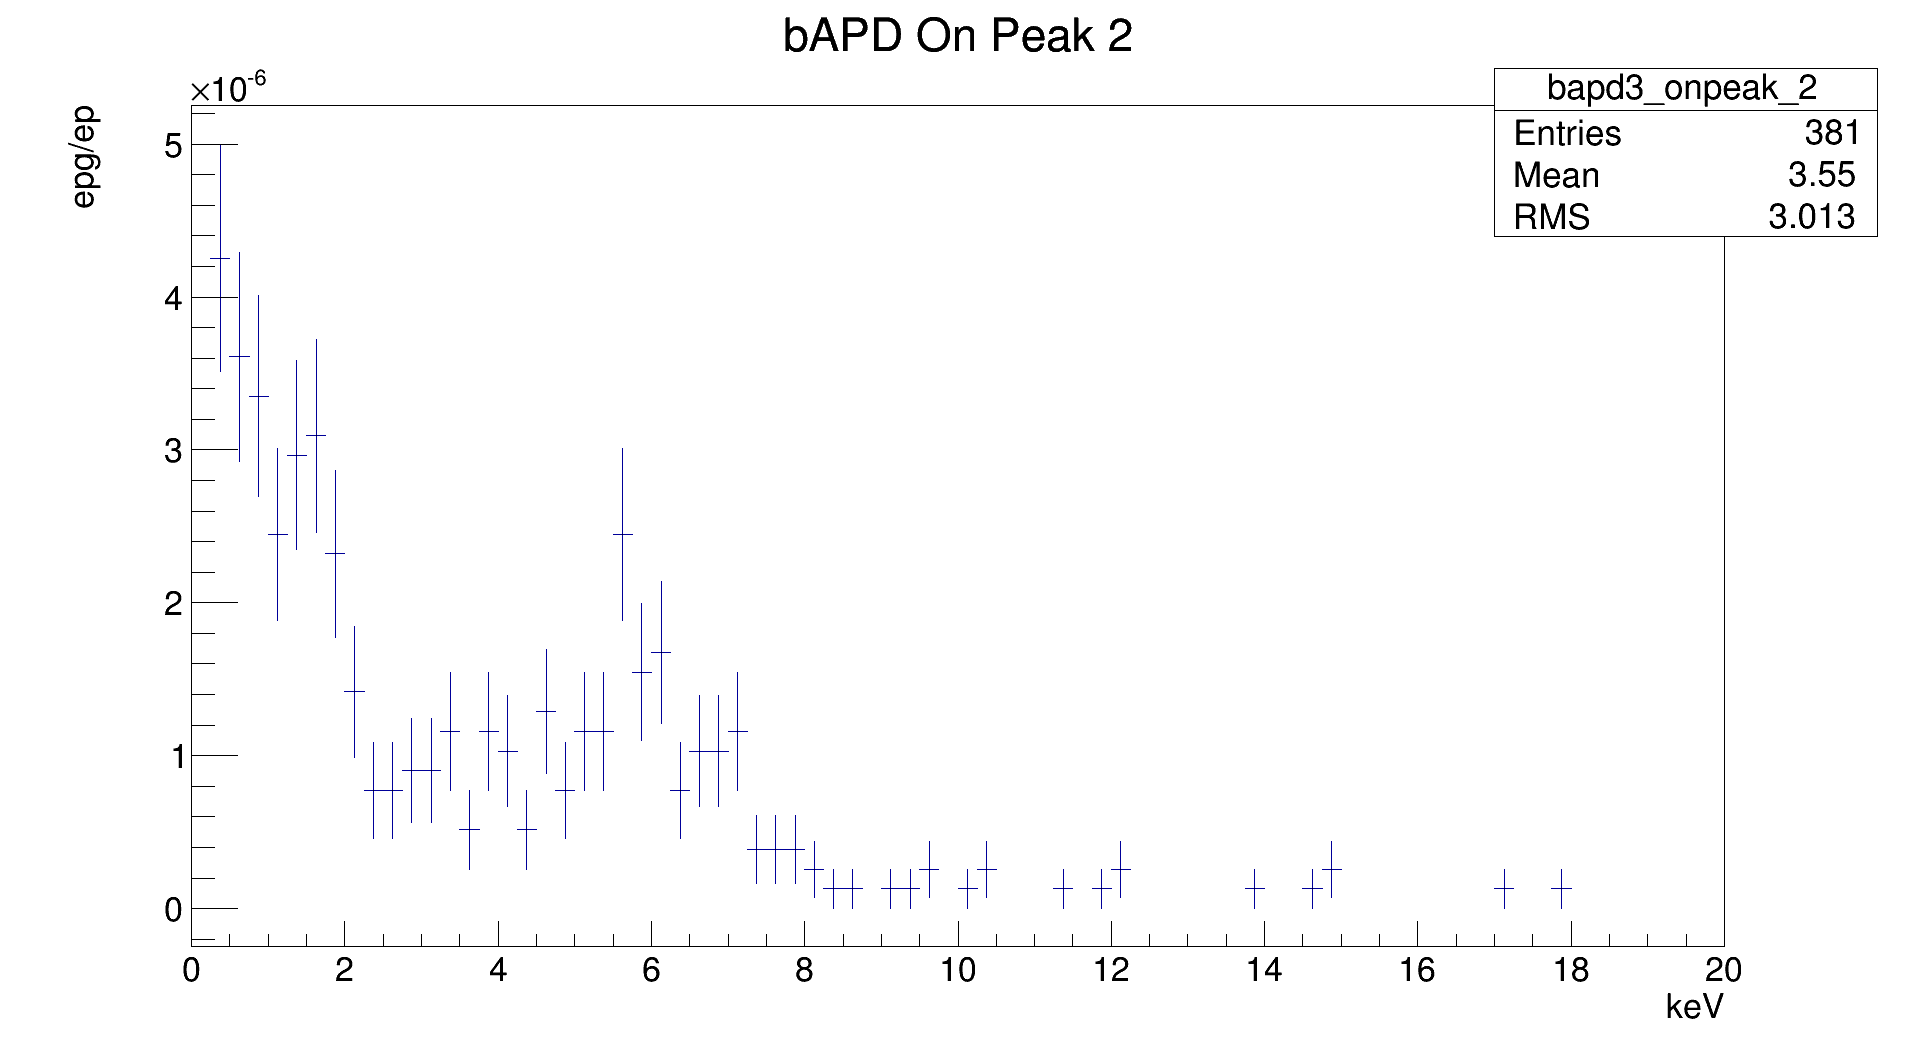 bAPD On Peak 2
×10-6
epg/ep
bapd3_onpeak_2
Entries 381
Mean 3.55
RMS 3.013
5
4
3
2
1
0
0 2 4 6 8 10 12 14 16 18 20
keV